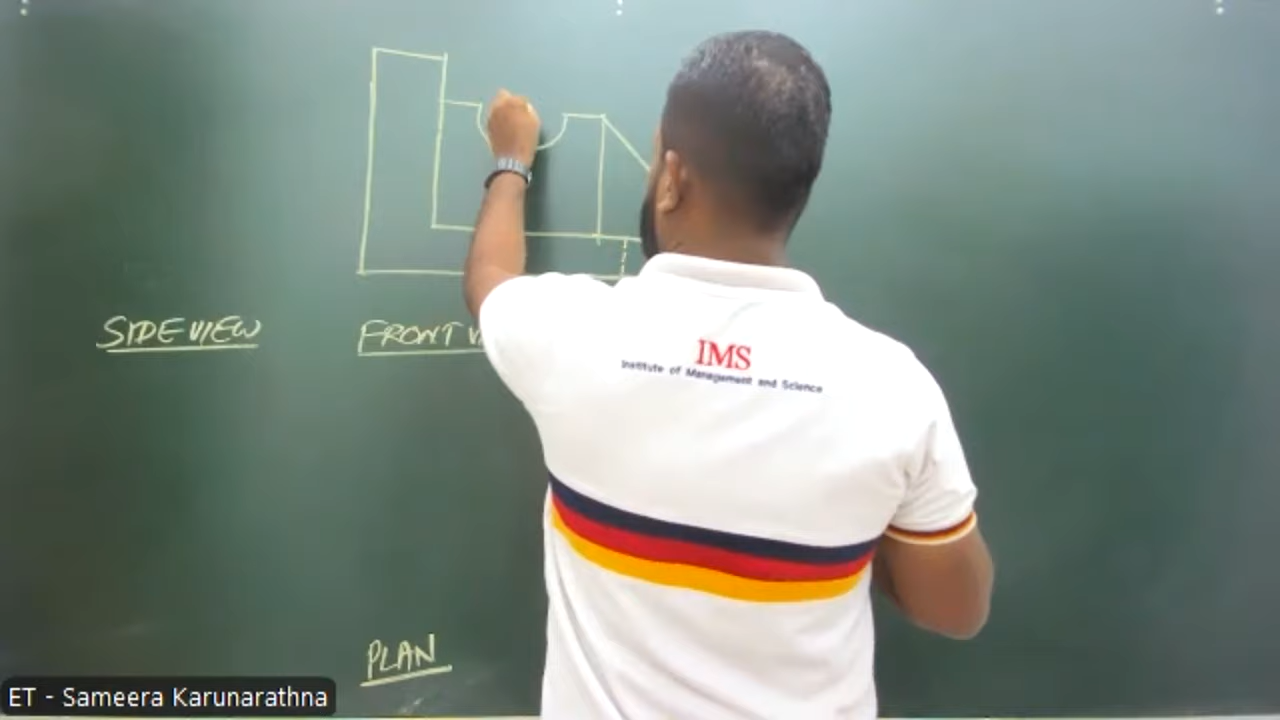 SIDE VIEW
FRONT
IMS
Institute of Management and Science
PLAN
ET - Sameera Karunarathna